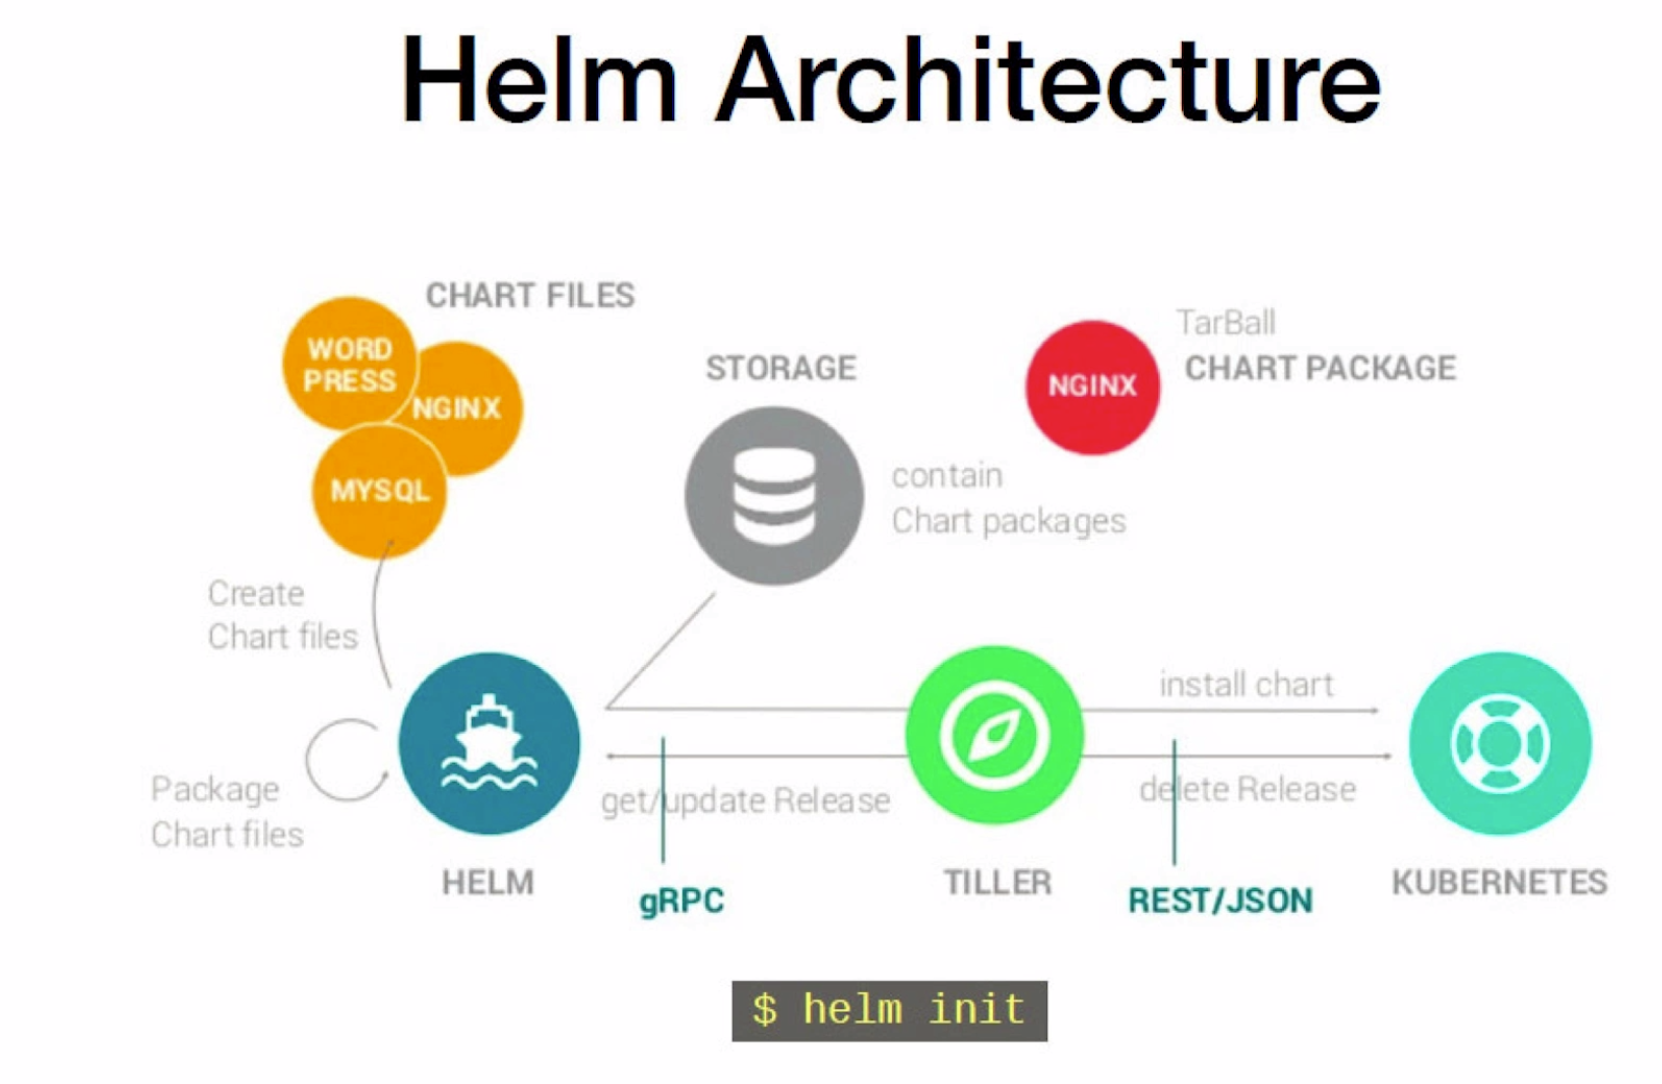 Helm Architecture
CHART FILES
WORD
PRESS
NGINX
MYSQL
STORAGE
contain
Chart packages
NGINX
TarBall
CHART PACKAGE
Create
Chart files
Package
Chart files
HELM
get/update Release
gRPC
TILLER
install chart
delete Release
REST/JSON
KUBERNETES
$ helm init